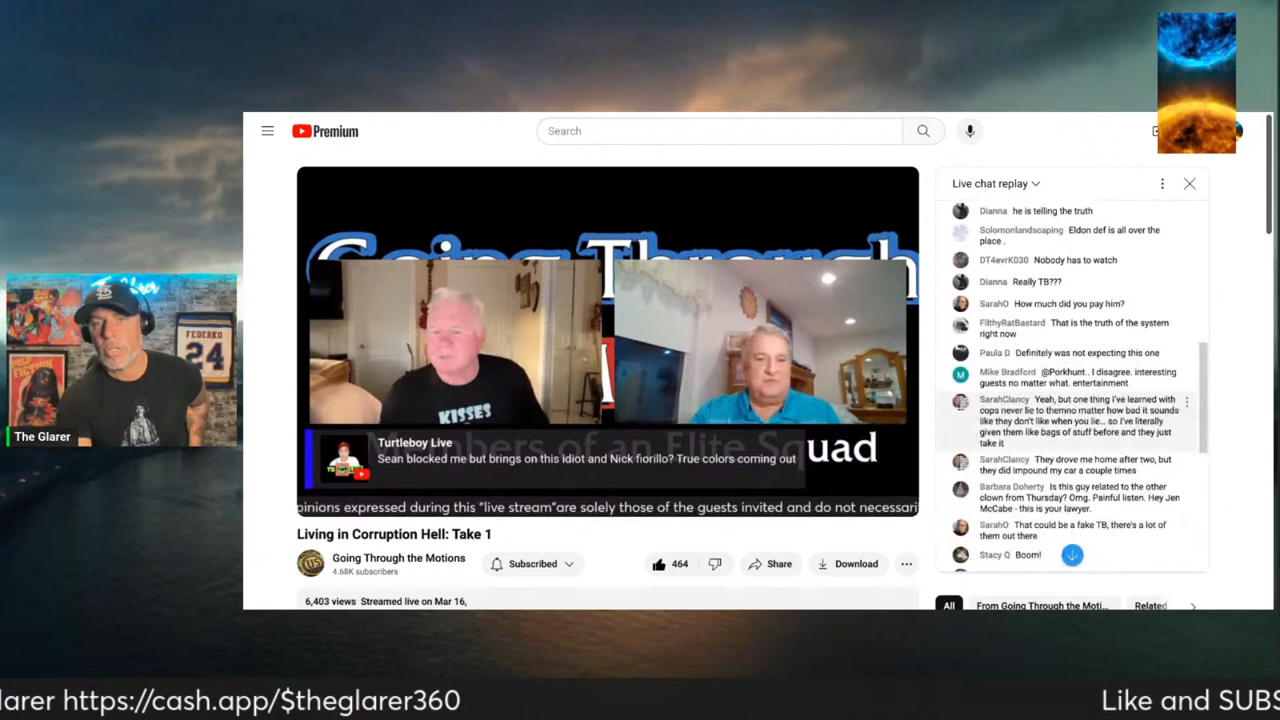 Premium
Search
Live chat replay
Dianna he is telling the truth
Solomonlandscaping Eldon def is all over the
place .
DT4evrK030 Nobody has to watch
Dianna Really TB???
SarahO How much did you pay him?
FilthyRatBastard That is the truth of the system
right now
Paula D Definitely was not expecting this one
M
Mike Bradford @Porkhunt.. I disagree. interesting
guests no matter what. entertainment
SarahClancy Yeah, but one thing I've learned with
cops never lie to themno matter how bad it sounds
like they don't like when you lie... so I've literally
given them like bags of stuff before and they just
take it
SarahClancy They drove me home after two, but
they did impound my car a couple times
Barbara Doherty Is this guy related to the other
clown from Thursday? Omg. Painful listen. Hey Jen
McCabe - this is your lawyer.
SarahO That could be a fake TB, there's a lot of
them out there
Stacy Q Boom!
All
From Going Through the Moti...
Related
Going Through
KISSES
Turtleboy Live
Sean blocked me but brings on this idiot and Nick fiorillo? True colors coming out
Squad
pinions expressed during this "live stream"are solely those of the guests invited and do not necessari
Living in Corruption Hell: Take 1
Going Through the Motions
4.68K subscribers
Subscribed
464
Share
Download
6,403 views Streamed live on Mar 16,
FEDERKO
24
FICTION
The Glarer
larer https://cash.app/$theglarer360
Like and SUBS